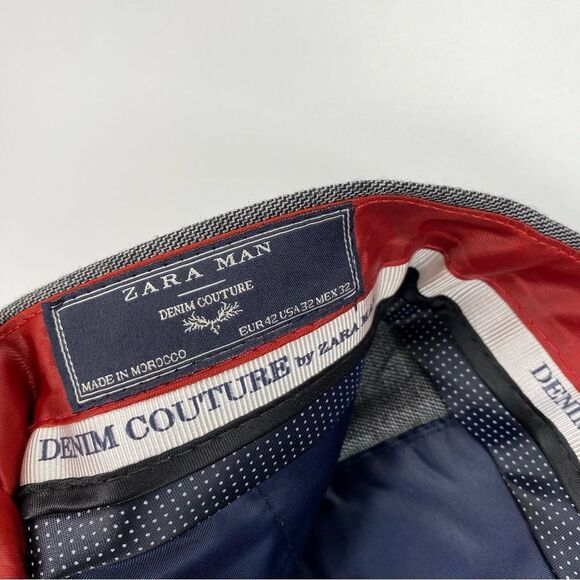 ZARA MAN
DENIM COUTURE
MADE IN MOROCCO
EUR 42 USA 32 MEX 32
DENIM COUTURE by ZARA
DENIM